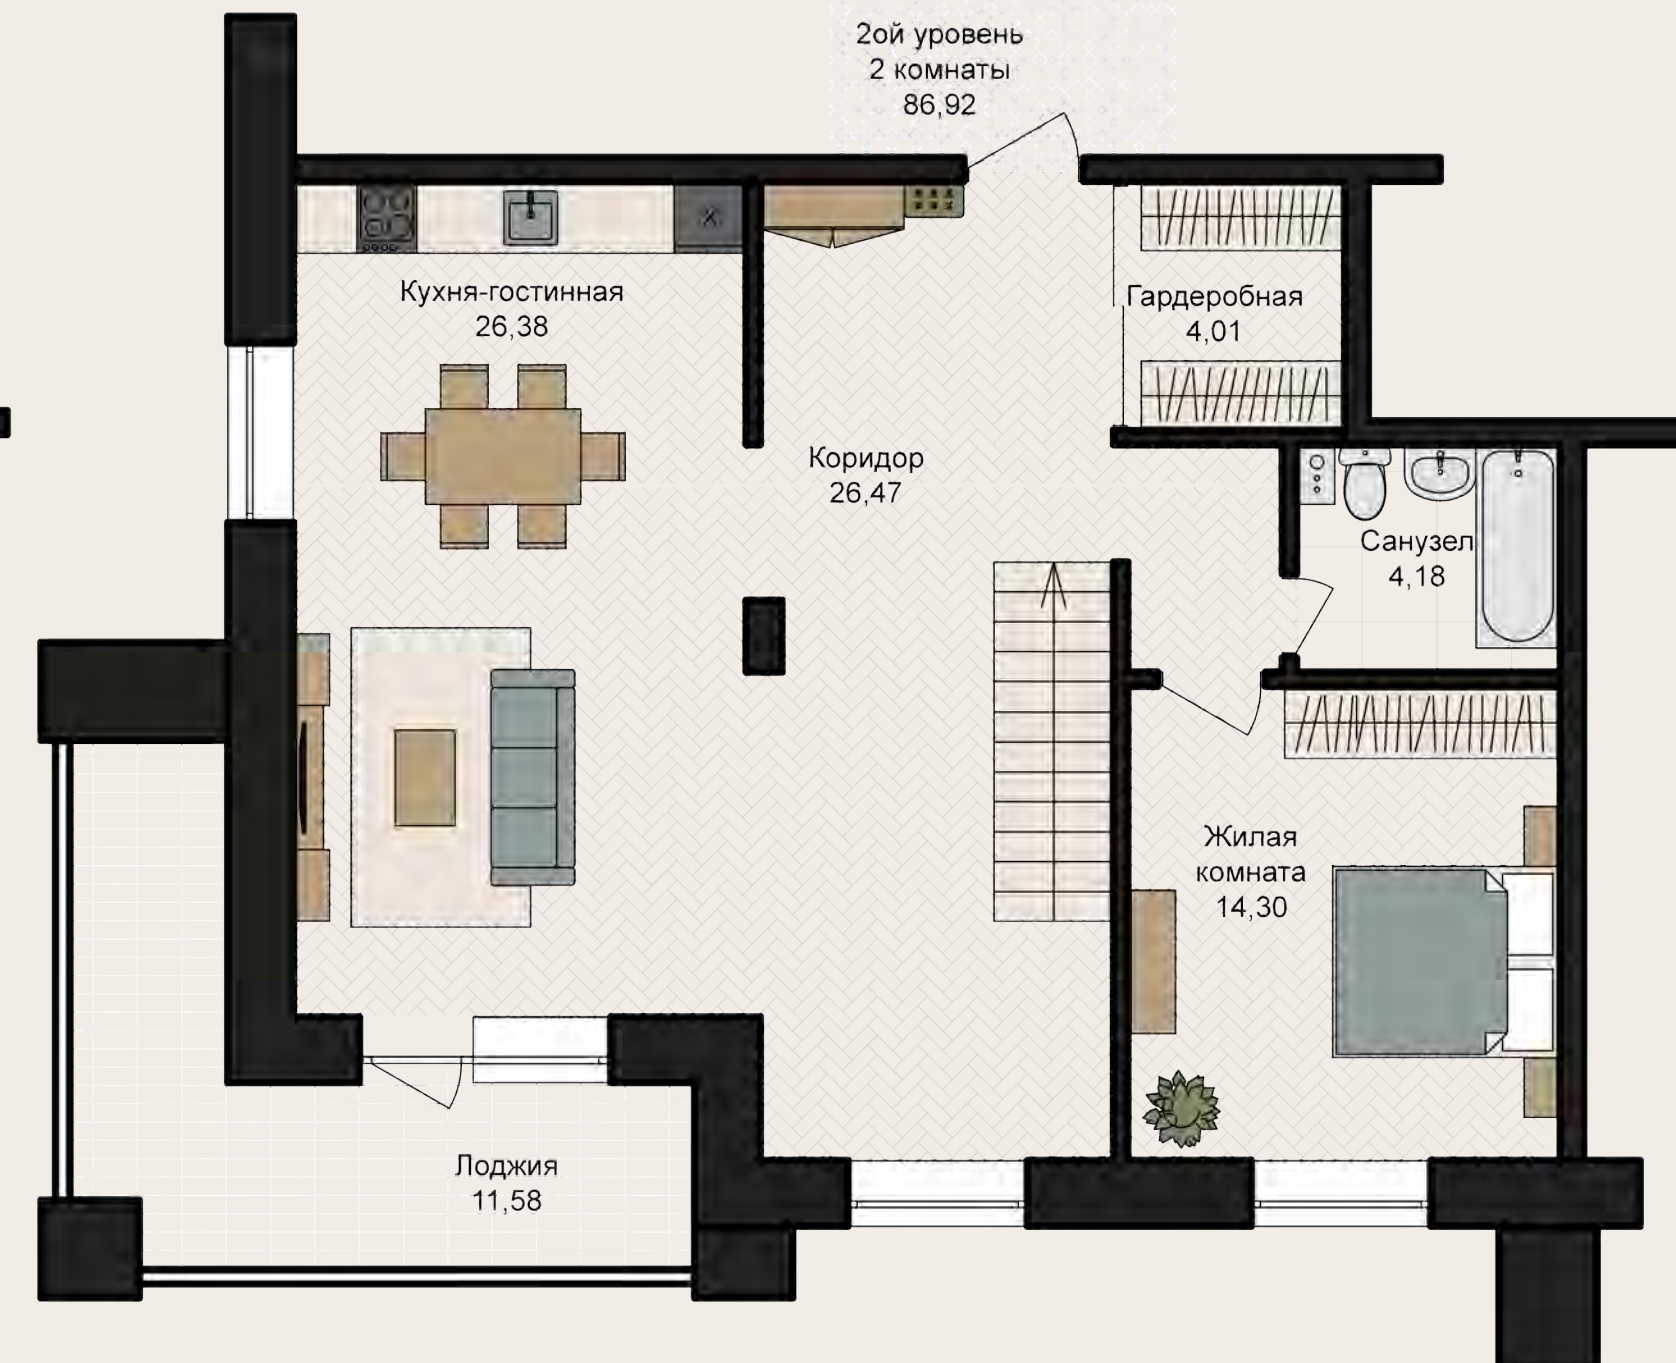 2ой уровень
2 комнаты
86,92
Кухня-гостинная
26,38
Гардеробная
4,01
Коридор
26,47
Санузел
4,18
Жилая
комната
14,30
Лоджия
11,58